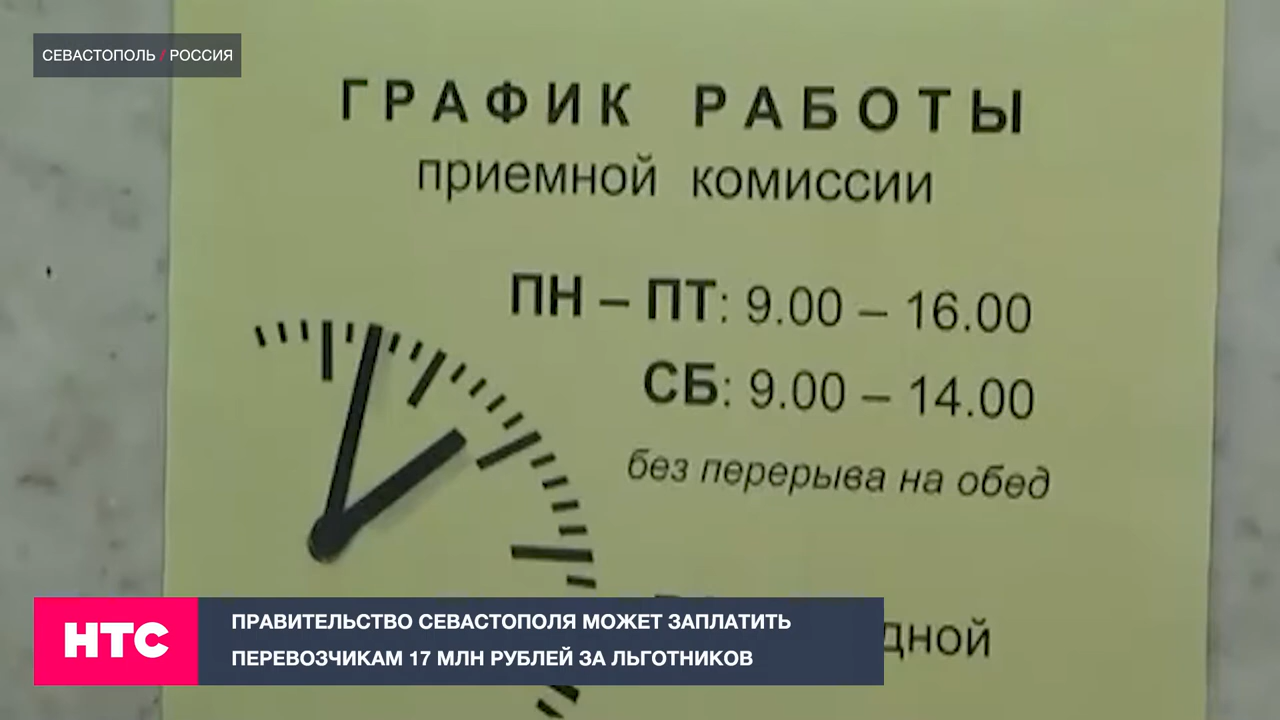 СЕВАСТОПОЛЬ / РОССИЯ
ГРАФИК РАБОТЫ
приемной комиссии
ПН – ПТ: 9.00 – 16.00
СБ: 9.00 – 14.00
без перерыва на обед
НТС
ПРАВИТЕЛЬСТВО СЕВАСТОПОЛЯ МОЖЕТ ЗАПЛАТИТЬ
ПЕРЕВОЗЧИКАМ 17 МЛН РУБЛЕЙ ЗА ЛЬГОТНИКОВ